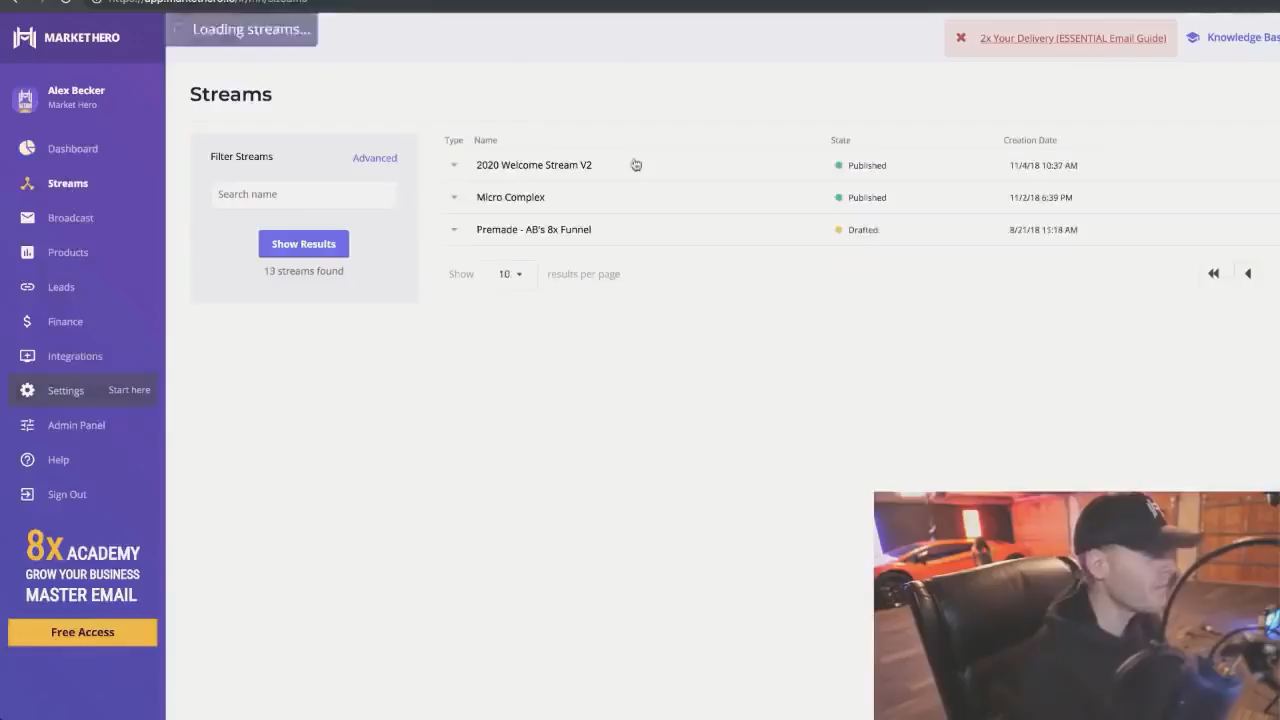 Loading streams...
MARKETHERO
✖ 2x Your Delivery (ESSENTIAL Email Guide)
Knowledge Bas
Alex Becker
Market Hero
Dashboard
Streams
Broadcast
Products
Leads
Finance
Integrations
Settings Start here
Admin Panel
Help
Sign Out
8x ACADEMY
GROW YOUR BUSINESS
MASTER EMAIL
Free Access
Streams
Filter Streams Advanced
Search name
Show Results
13 streams found
Type Name State Creation Date
2020 Welcome Stream V2 Published 11/4/18 10:37 AM
Micro Complex Published 11/2/18 6:39 PM
Premade - AB's 8x Funnel Drafted 8/21/18 11:18 AM
Show 10 results per page